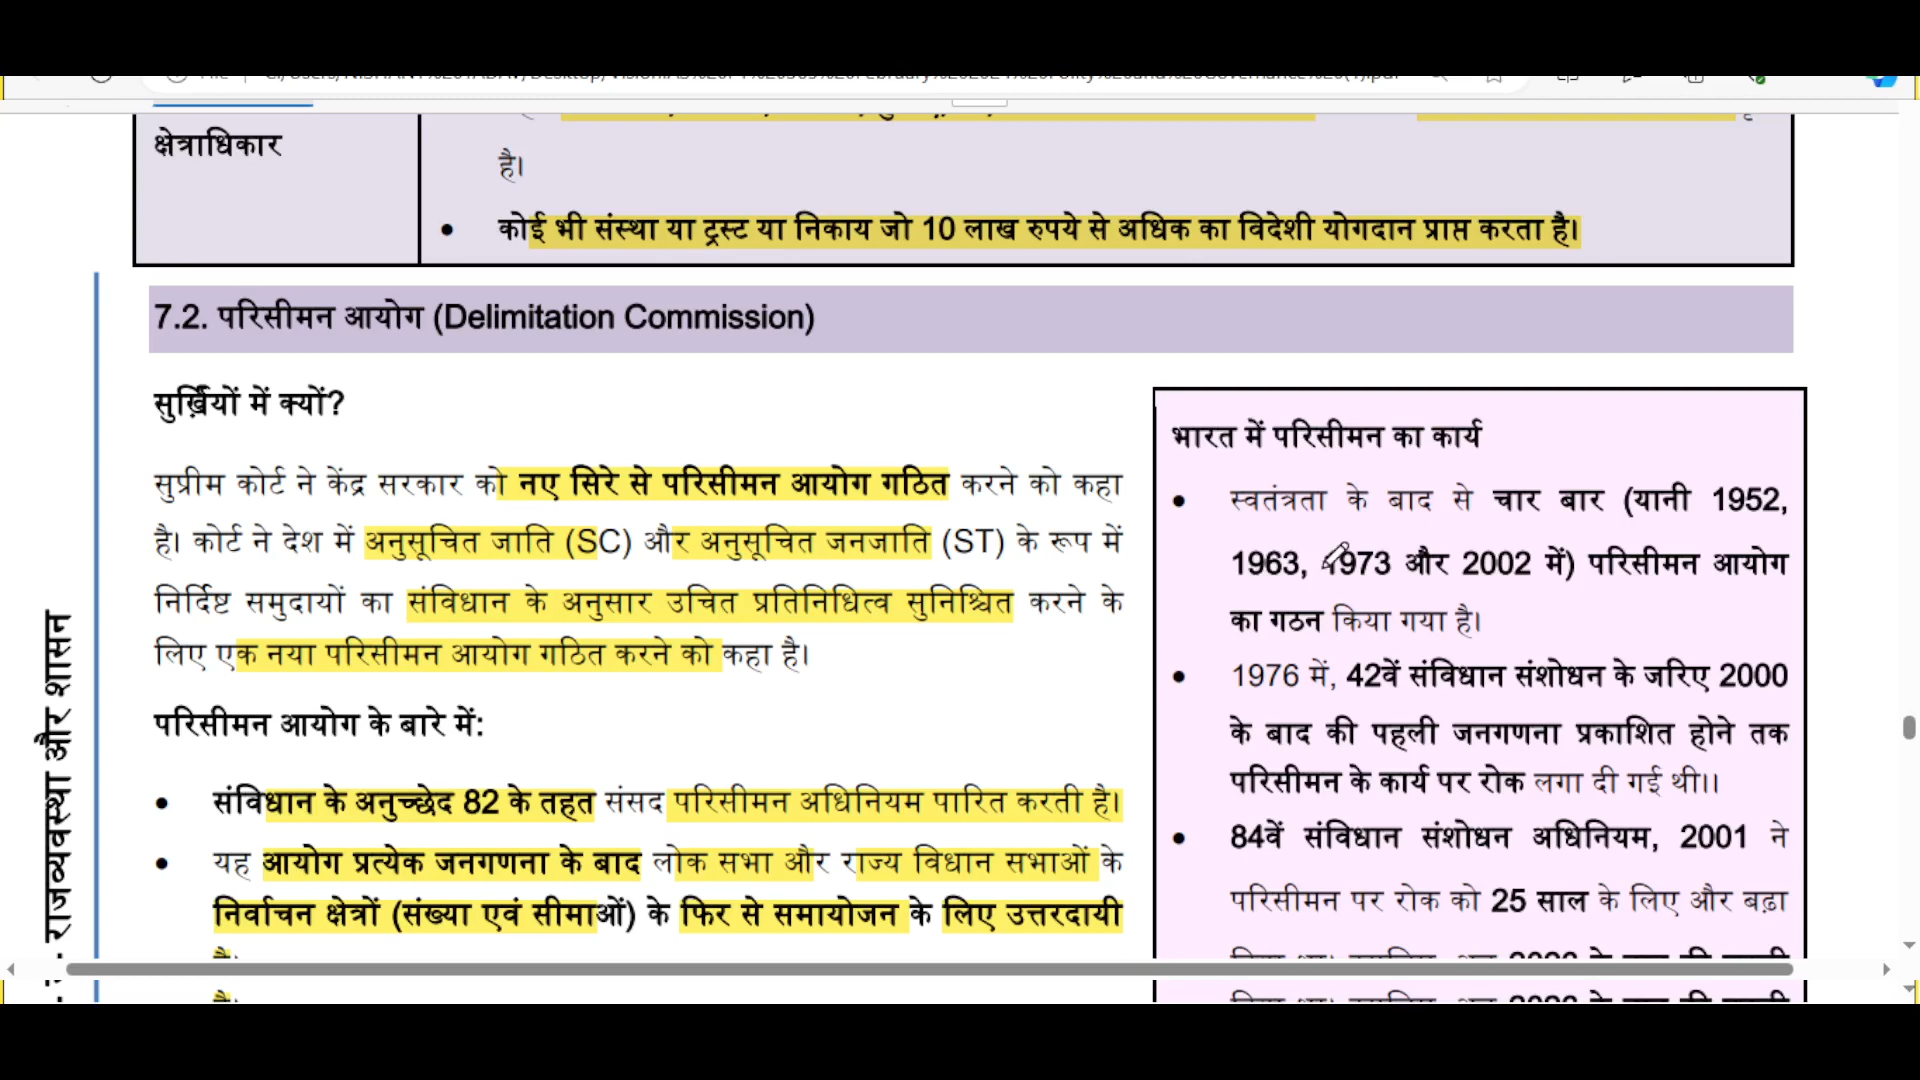 क्षेत्राधिकार
है।
• कोई भी संस्था या ट्रस्ट या निकाय जो 10 लाख रुपये से अधिक का विदेशी योगदान प्राप्त करता है।
7.2. परिसीमन आयोग (Delimitation Commission)
सुर्ख़ियों में क्यों?
सुप्रीम कोर्ट ने केंद्र सरकार को नए सिरे से परिसीमन आयोग गठित करने को कहा
है। कोर्ट ने देश में अनुसूचित जाति (SC) और अनुसूचित जनजाति (ST) के रूप में
निर्दिष्ट समुदायों का संविधान के अनुसार उचित प्रतिनिधित्व सुनिश्चित करने के
लिए एक नया परिसीमन आयोग गठित करने को कहा है।
परिसीमन आयोग के बारे में:
• संविधान के अनुच्छेद 82 के तहत संसद परिसीमन अधिनियम पारित करती है।
• यह आयोग प्रत्येक जनगणना के बाद लोक सभा और राज्य विधान सभाओं के
निर्वाचन क्षेत्रों (संख्या एवं सीमाओं) के फिर से समायोजन के लिए उत्तरदायी
है।
भारत में परिसीमन का कार्य
• स्वतंत्रता के बाद से चार बार (यानी 1952,
1963, 1973 और 2002 में) परिसीमन आयोग
का गठन किया गया है।
• 1976 में, 42वें संविधान संशोधन के जरिए 2000
के बाद की पहली जनगणना प्रकाशित होने तक
परिसीमन के कार्य पर रोक लगा दी गई थी।।
• 84वें संविधान संशोधन अधिनियम, 2001 ने
परिसीमन पर रोक को 25 साल के लिए और बढ़ा
राजव्यवस्था और शासन